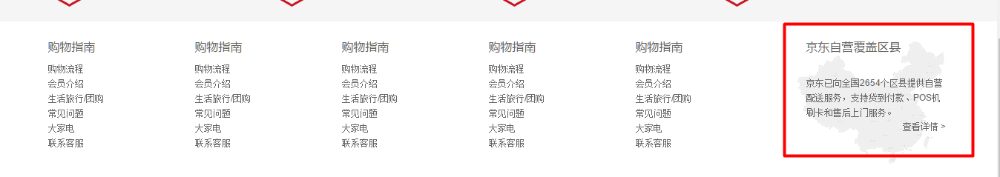 购物指南
购物流程
会员介绍
生活旅行/团购
常见问题
大家电
联系客服
购物指南
购物流程
会员介绍
生活旅行/团购
常见问题
大家电
联系客服
购物指南
购物流程
会员介绍
生活旅行/团购
常见问题
大家电
联系客服
购物指南
购物流程
会员介绍
生活旅行/团购
常见问题
大家电
联系客服
购物指南
购物流程
会员介绍
生活旅行/团购
常见问题
大家电
联系客服
京东自营覆盖区县
京东已向全国2654个区县提供自营
配送服务，支持货到付款、POS机
刷卡和售后上门服务。
查看详情 >